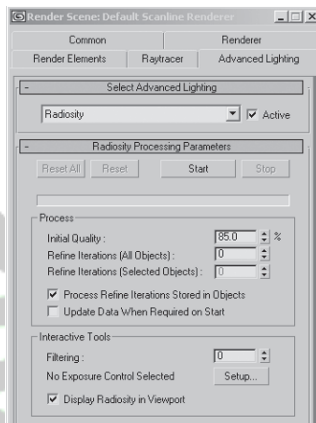 Render Scene: Default Scanline Renderer
Common Renderer
Render Elements Raytracer Advanced Lighting
- Select Advanced Lighting
Radiosity Active
- Radiosity Processing Parameters
Reset All Reset Start Stop
Process
Initial Quality : 85.0 %
Refine Iterations (All Objects) : 0
Refine Iterations (Selected Objects) : 0
Process Refine Iterations Stored in Objects
Update Data When Required on Start
Interactive Tools
Filtering : 0
No Exposure Control Selected Setup...
Display Radiosity in Viewport